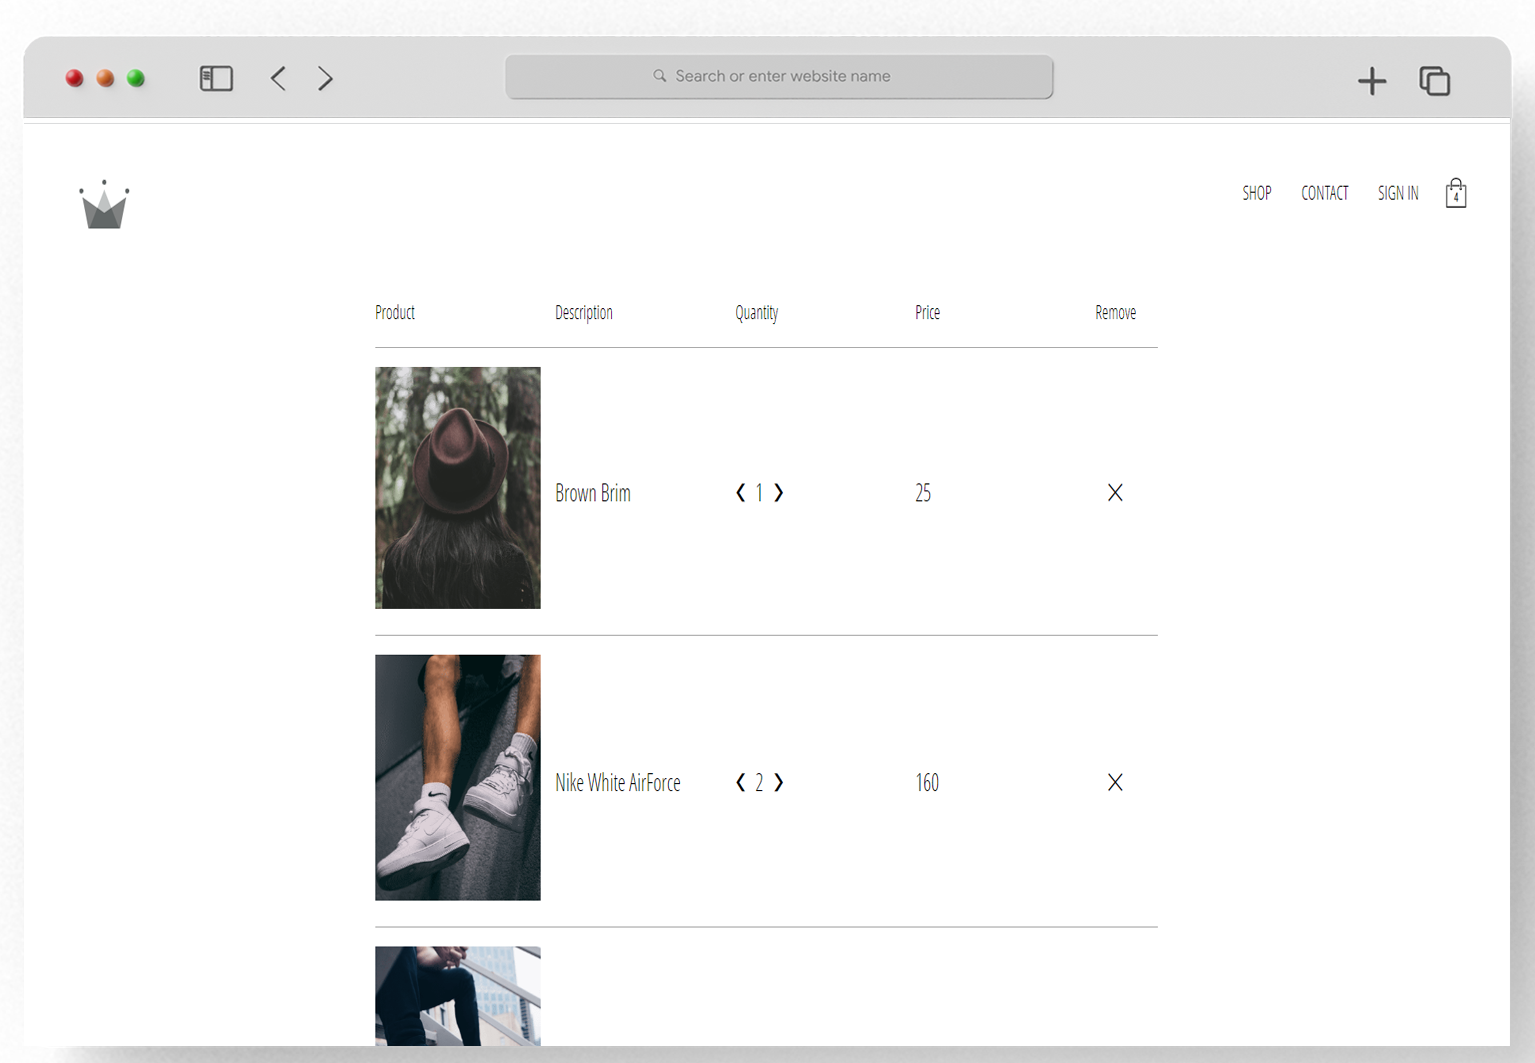 Search or enter website name
SHOP CONTACT SIGN IN 4
Product Description Quantity Price Remove
Brown Brim ❮ 1 ❯ 25 ╳
Nike White AirForce ❮ 2 ❯ 160 ╳